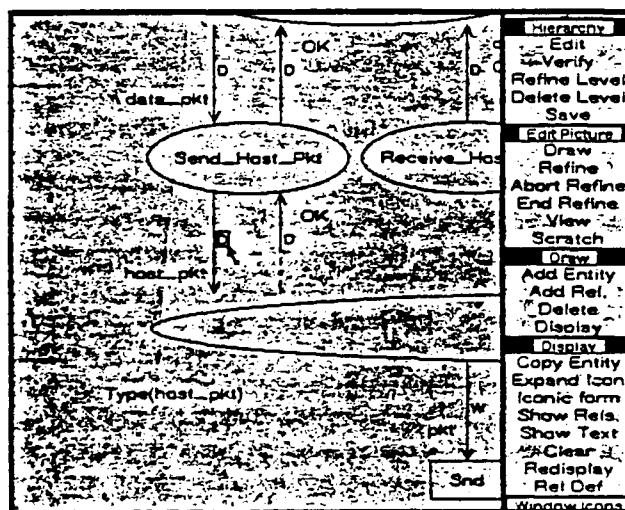 OK
D D D
data_pkt
Send_Host_Pkt Receive_Hos
OK
D D
host_pkt
Type(host_pkt)
W
pkt
Snd
Hierarchy
Edit
Verify
Refine Level
Delete Level
Save
Edit Picture
Draw
Refine
Abort Refine
End Refine
View
Scratch
Draw
Add Entity
Add Rel.
Delete
Display
Display
Copy Entity
Expand Icon
Iconic form
Show Rels.
Show Text
Clear
Redisplay
Rel Def
Window Icons